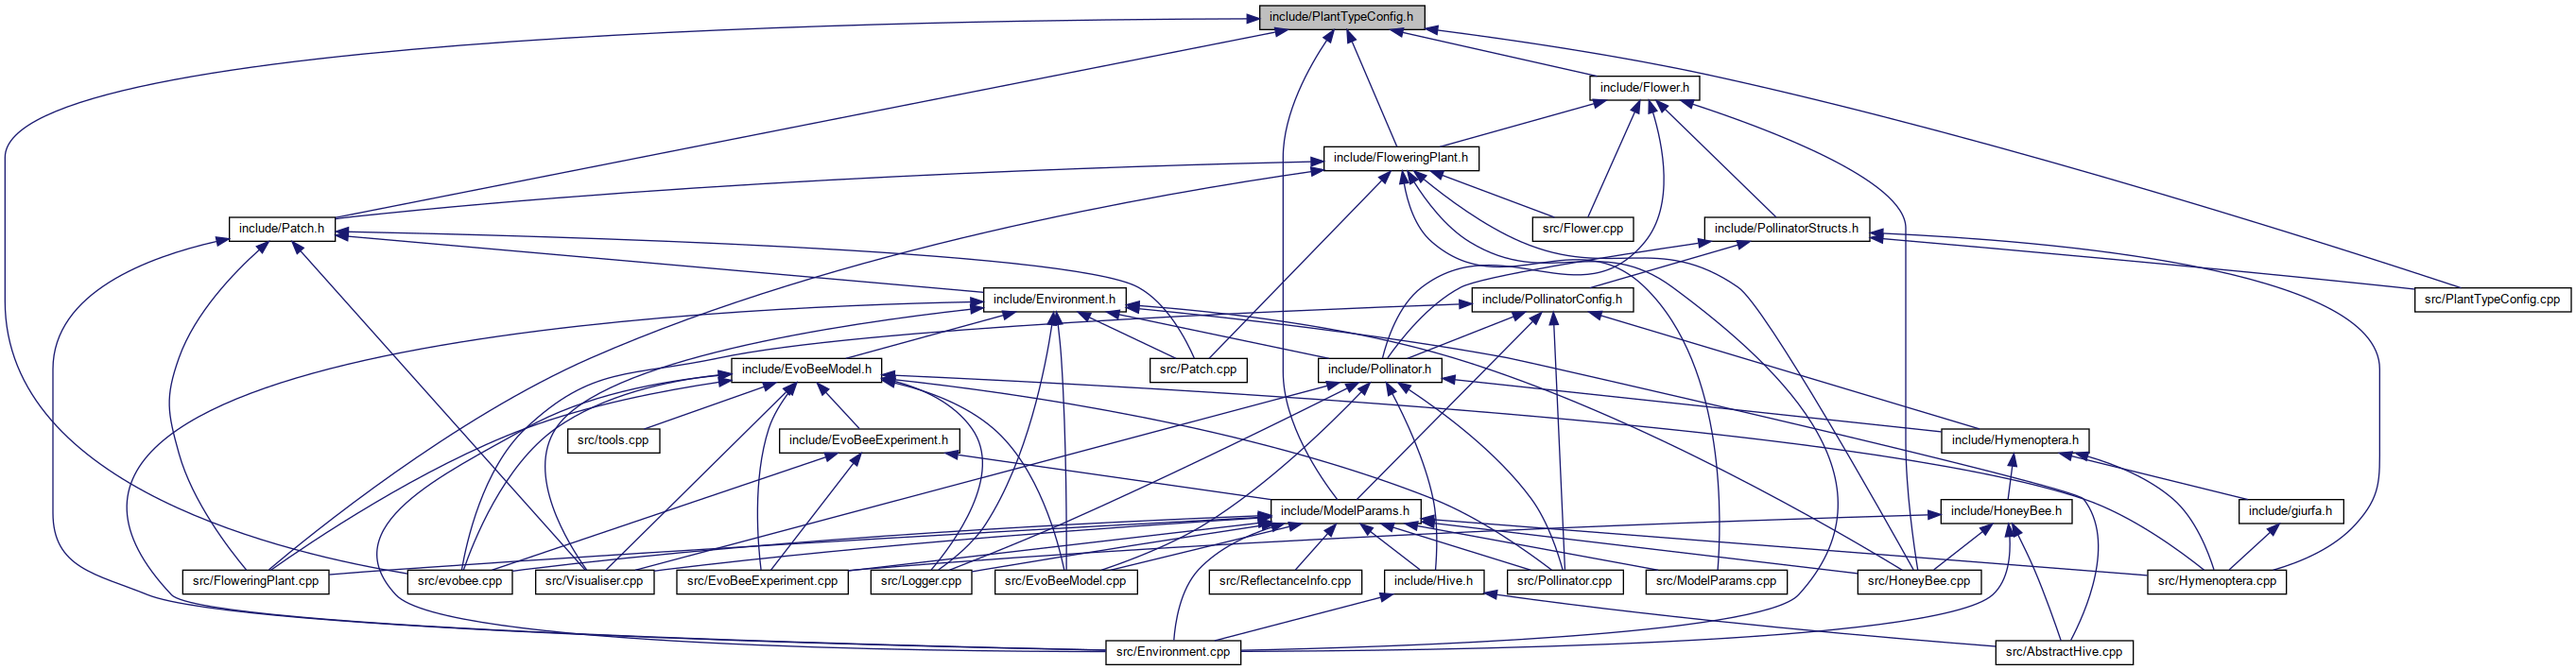 include/PlantTypeConfig.h
include/Flower.h
include/FloweringPlant.h
include/Patch.h
src/Flower.cpp
include/PollinatorStructs.h
include/Environment.h
include/PollinatorConfig.h
src/PlantTypeConfig.cpp
include/EvoBeeModel.h
src/Patch.cpp
include/Pollinator.h
src/tools.cpp
include/EvoBeeExperiment.h
include/Hymenoptera.h
include/ModelParams.h
include/HoneyBee.h
include/giurfa.h
src/FloweringPlant.cpp
src/evobee.cpp
src/Visualiser.cpp
src/EvoBeeExperiment.cpp
src/Logger.cpp
src/EvoBeeModel.cpp
src/ReflectanceInfo.cpp
include/Hive.h
src/Pollinator.cpp
src/ModelParams.cpp
src/HoneyBee.cpp
src/Hymenoptera.cpp
src/Environment.cpp
src/AbstractHive.cpp